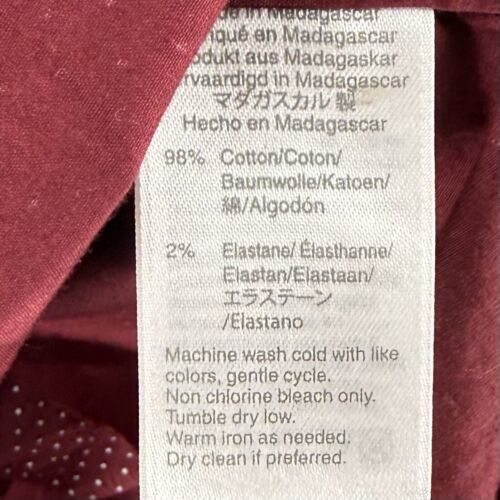 in Madagascar
en Madagascar
aus Madagaskar
in Madagascar
マダガスカル 製
Hecho en Madagascar
98% Cotton/Coton/
Baumwolle/Katoen/
綿/Algodón
2% Elastane/ Élasthanne/
Elastan/Elastaan/
エラステーン
/Elastano
Machine wash cold with like
colors, gentle cycle.
Non chlorine bleach only.
Tumble dry low.
Warm iron as needed.
Dry clean if preferred.